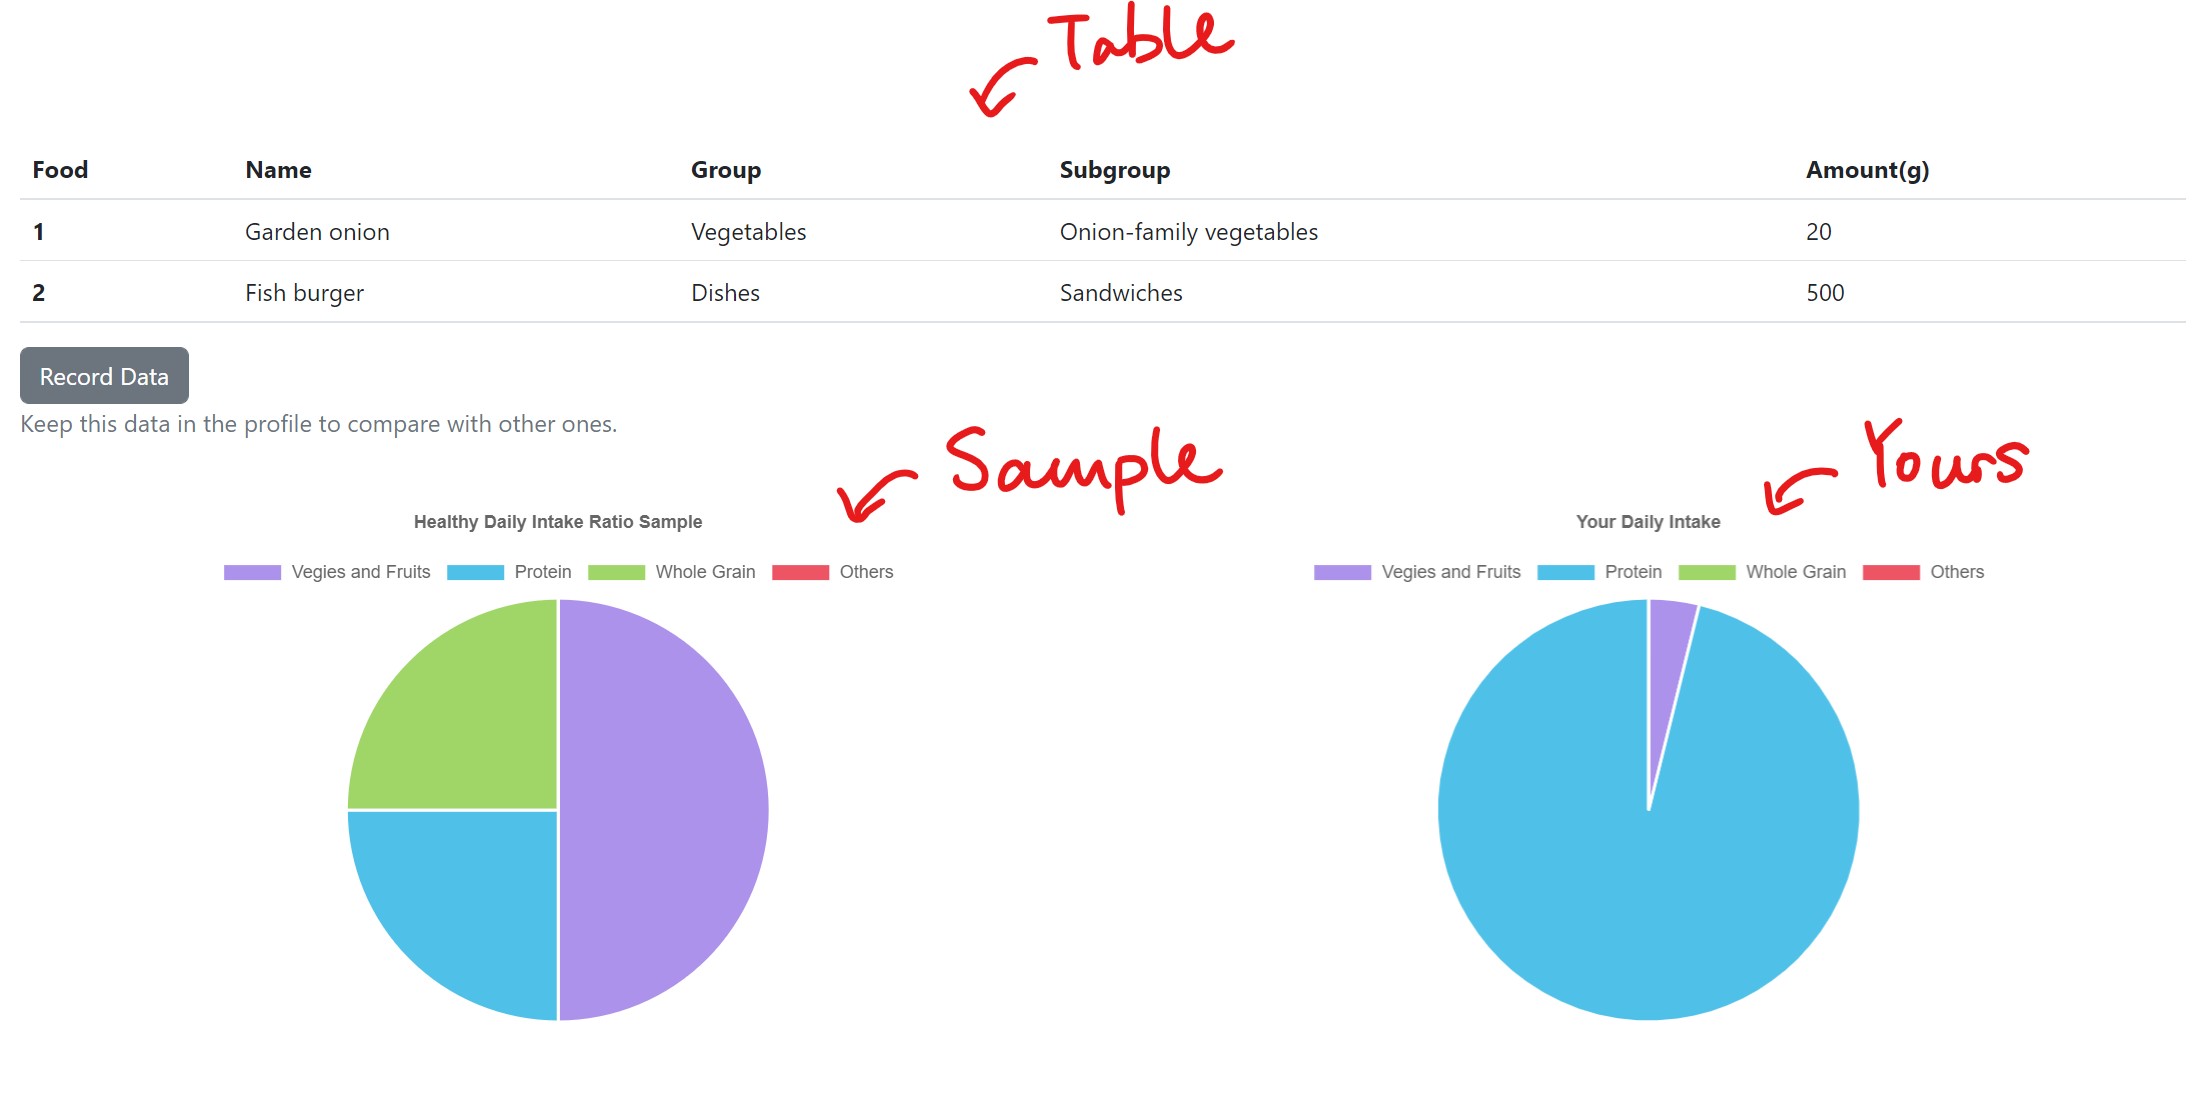 Table
Food Name Group Subgroup Amount(g)
1 Garden onion Vegetables Onion-family vegetables 20
2 Fish burger Dishes Sandwiches 500
Record Data
Keep this data in the profile to compare with other ones.
Sample
Yours
Healthy Daily Intake Ratio Sample
Vegies and Fruits Protein Whole Grain Others
Your Daily Intake
Vegies and Fruits Protein Whole Grain Others